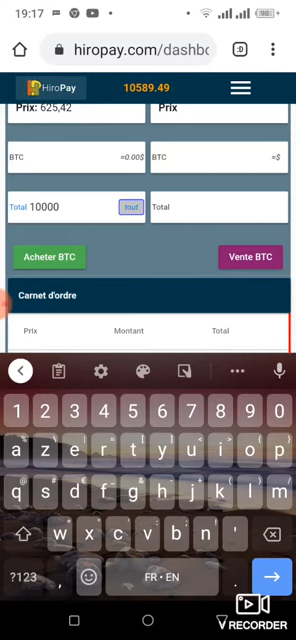 19:17
98
hiropay.com/dashbo
:D
HiroPay
10589.49
Prix: 625,42
Prix
BTC
≈0.00$
BTC
≈$
Total 10000
tout
Total
Acheter BTC
Vente BTC
Carnet d'ordre
Prix
Montant
Total
1 2 3 4 5 6 7 8 9 0
a z e r t y u i o p
q s d f g h j k l m
w x c v b n '
?123
,
FR • EN
.
RECORDER